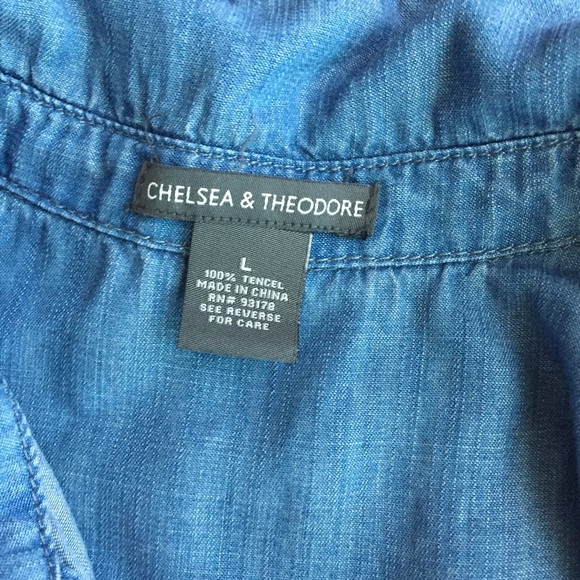 CHELSEA & THEODORE
L
100% TENCEL
MADE IN CHINA
RN# 93178
SEE REVERSE
FOR CARE